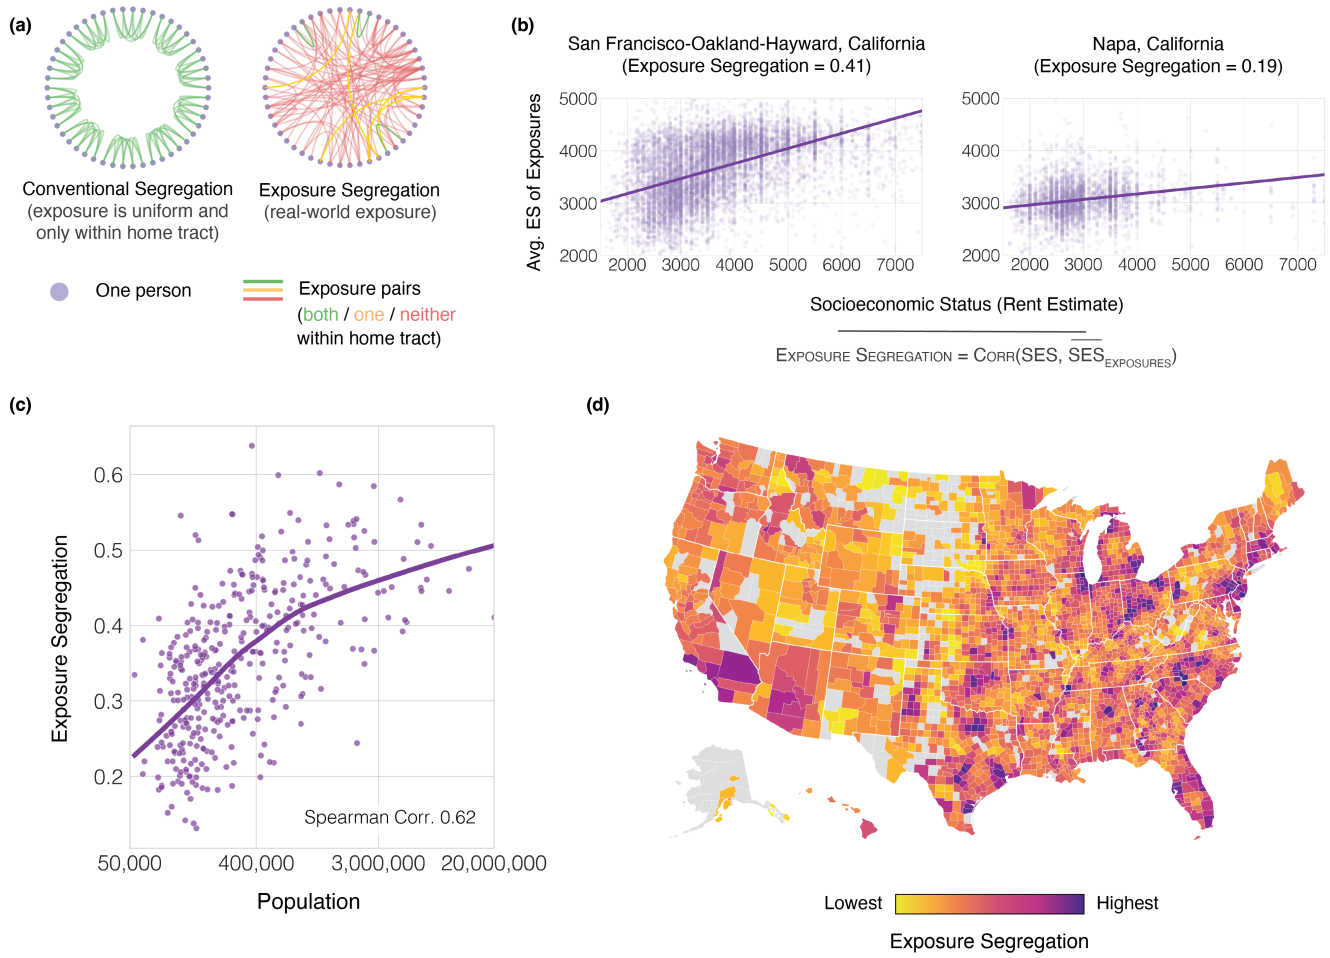 (a)
Conventional Segregation
(exposure is uniform and
only within home tract)
Exposure Segregation
(real-world exposure)
One person
Exposure pairs
(both / one / neither
within home tract)
(b)
San Francisco-Oakland-Hayward, California
(Exposure Segregation = 0.41)
Napa, California
(Exposure Segregation = 0.19)
Avg. ES of Exposures
5000
4000
3000
2000
2000 3000 4000 5000 6000 7000
5000
4000
3000
2000
2000 3000 4000 5000 6000 7000
Socioeconomic Status (Rent Estimate)
EXPOSURE SEGREGATION = CORR(SES, SES EXPOSURES)
(c)
Exposure Segregation
0.6
0.5
0.4
0.3
0.2
Spearman Corr. 0.62
50,000 400,000 3,000,000 20,000,000
Population
(d)
Lowest Highest
Exposure Segregation